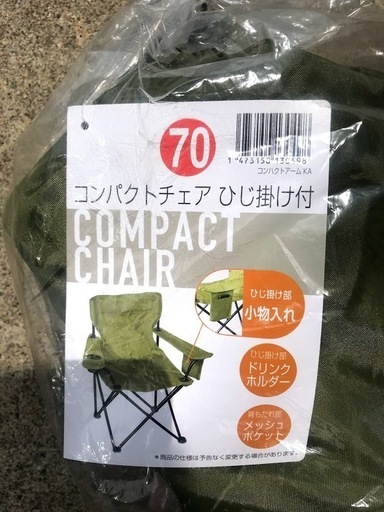 70
1 473150 130498
コンパクトアーム KA
コンパクトチェア ひじ掛け付
COMPACT
CHAIR
ひじ掛け部
小物入れ
ひじ掛け部
ドリンク
ホルダー
背もたれ部
メッシュ
ポケット
※商品の仕様は予告なく変更する場合があります。